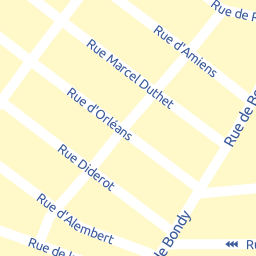 Rue de
Rue d'Amiens
Rue Marcel Duthet
Rue d'Orléans
Rue de
Rue Diderot
Rue d'Alembert
Rue de
de Bondy